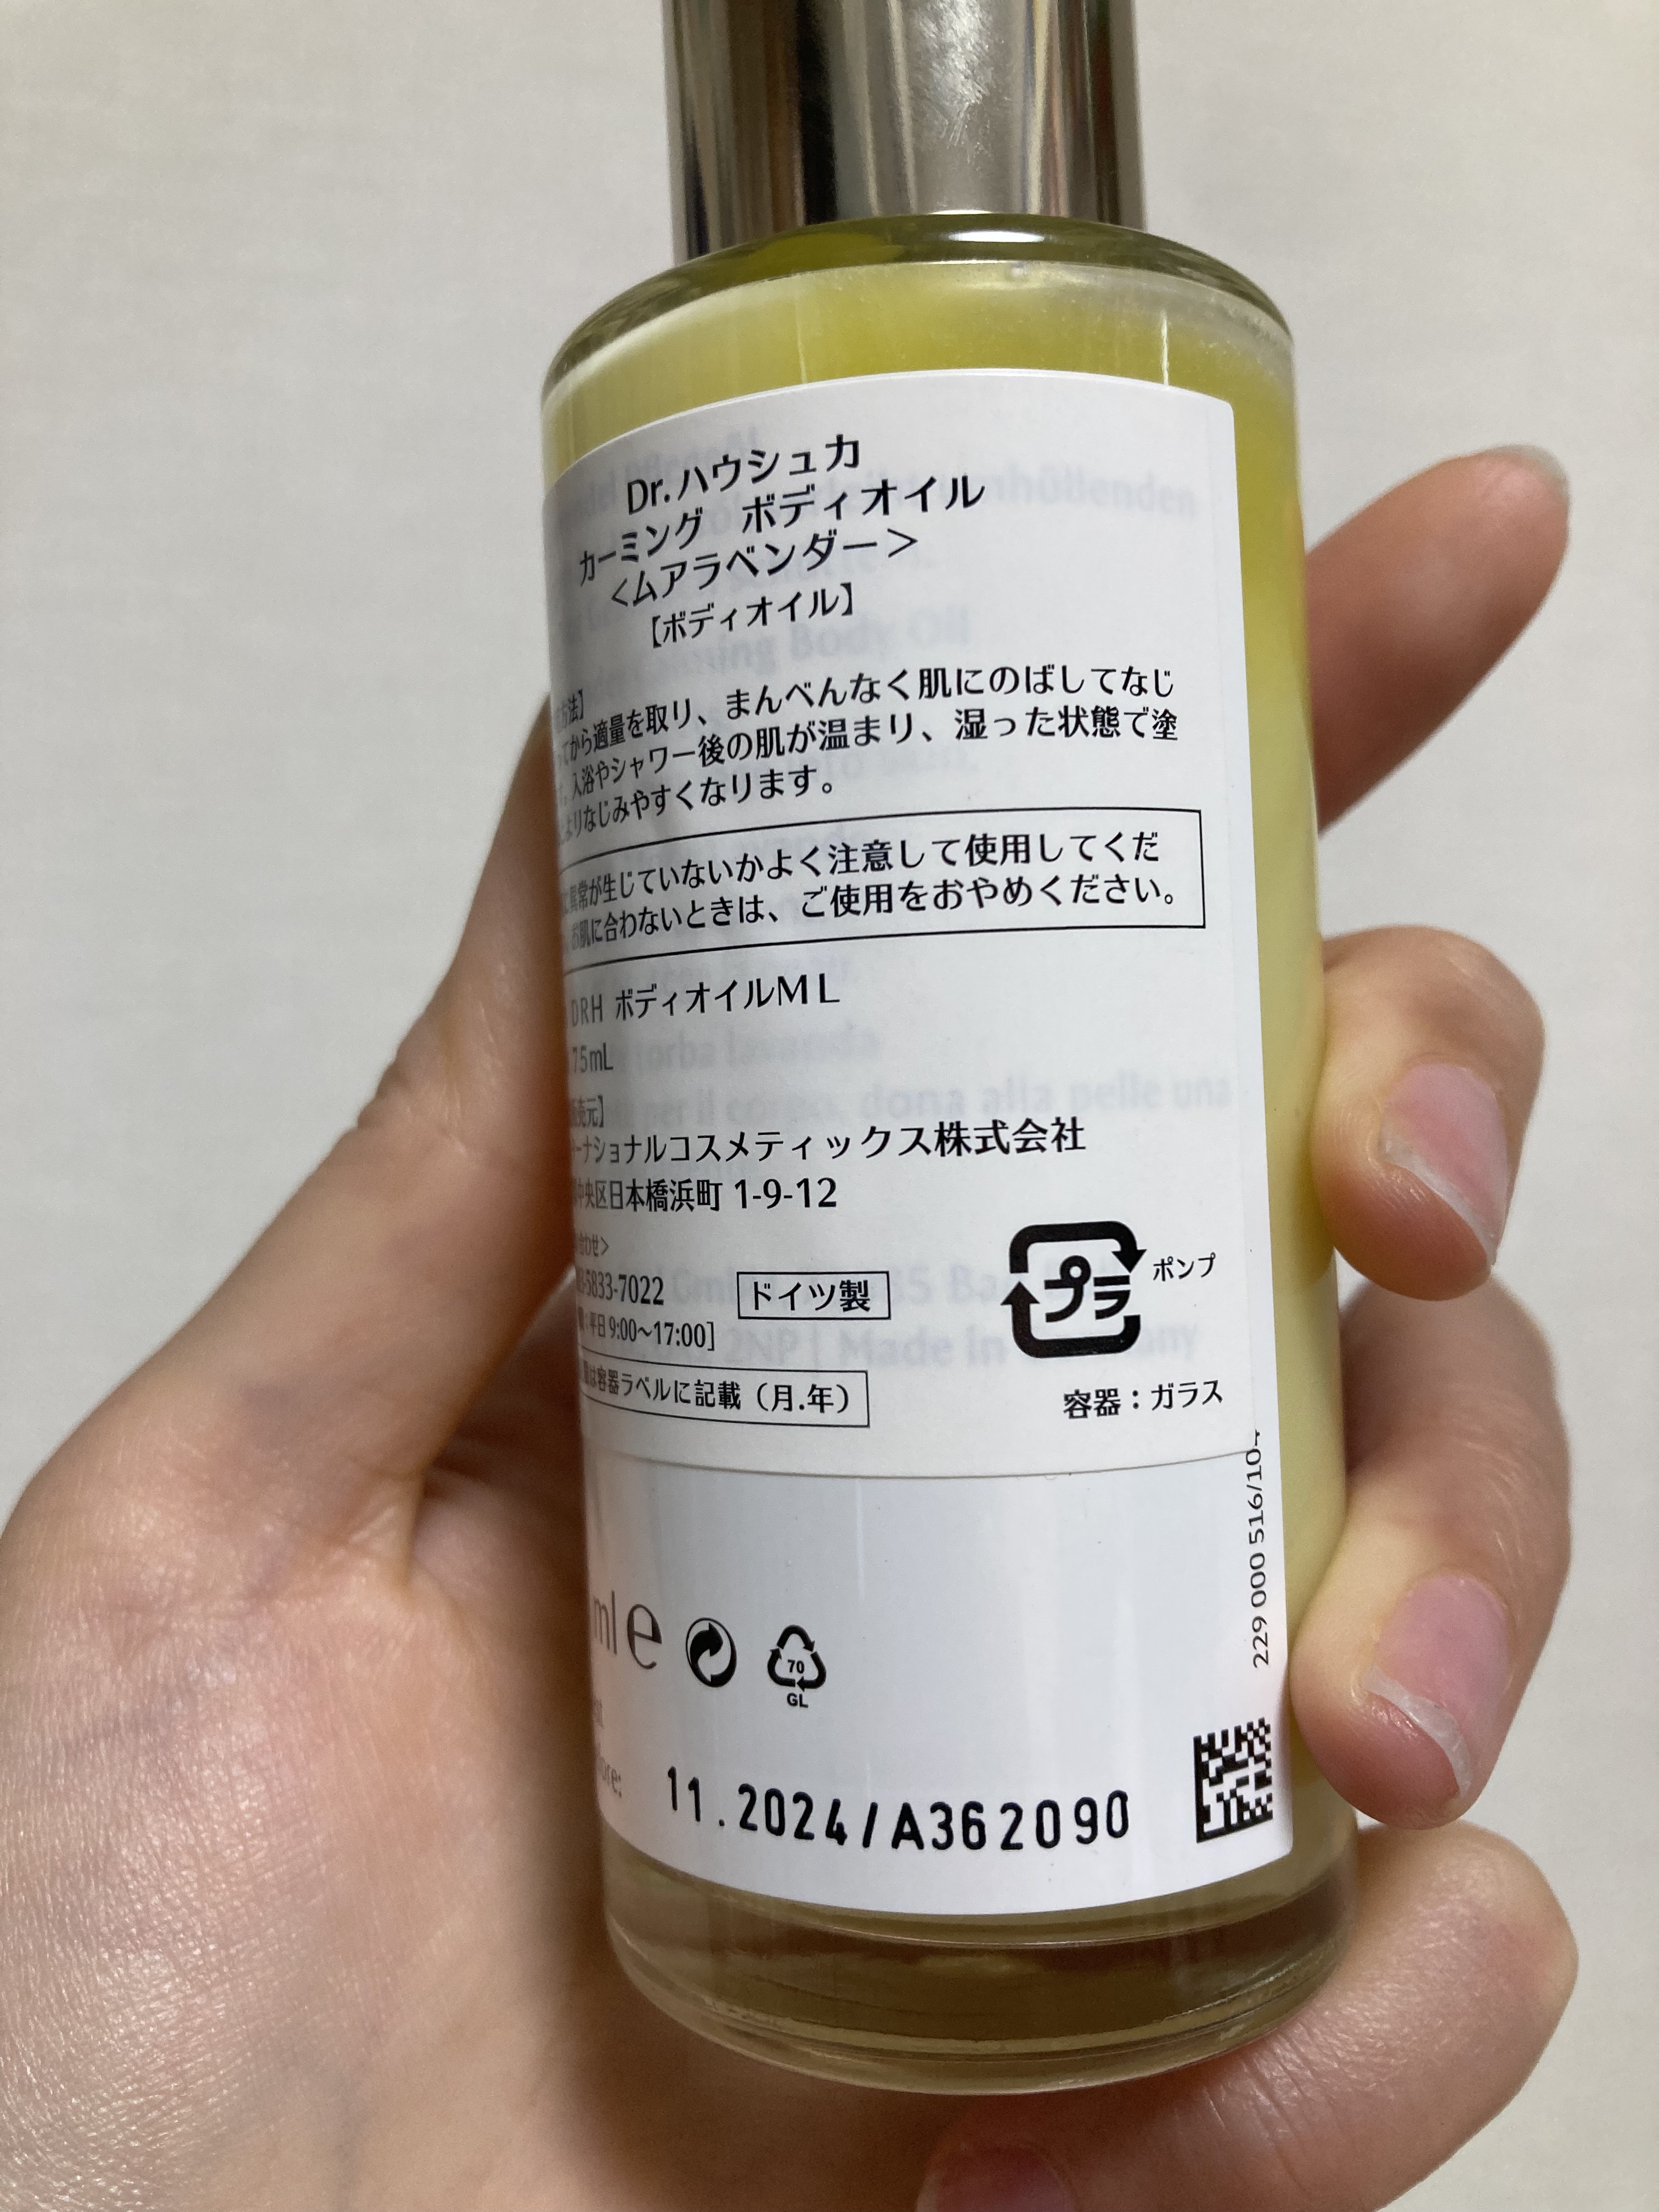 Dr.ハウシュカ
カーミング ボディオイル
<ムアラベンダー>
【ボディオイル】
方法】
てから適量を取り、まんべんなく肌にのばしてなじ
入浴やシャワー後の肌が温まり、湿った状態で塗
よりなじみやすくなります。
異常が生じていないかよく注意して使用してくだ
お肌に合わないときは、ご使用をおやめください。
DRH ボディオイルML
75mL
売元】
ーナショナルコスメティックス株式会社
中央区日本橋浜町 1-9-12
合わせ>
5833-7022
ドイツ製
プラ
ポンプ
平日 9:00~17:00]
は容器ラベルに記載(月.年)
容器:ガラス
229 000 516/104
ml e
70
GL
11.2024/A362090